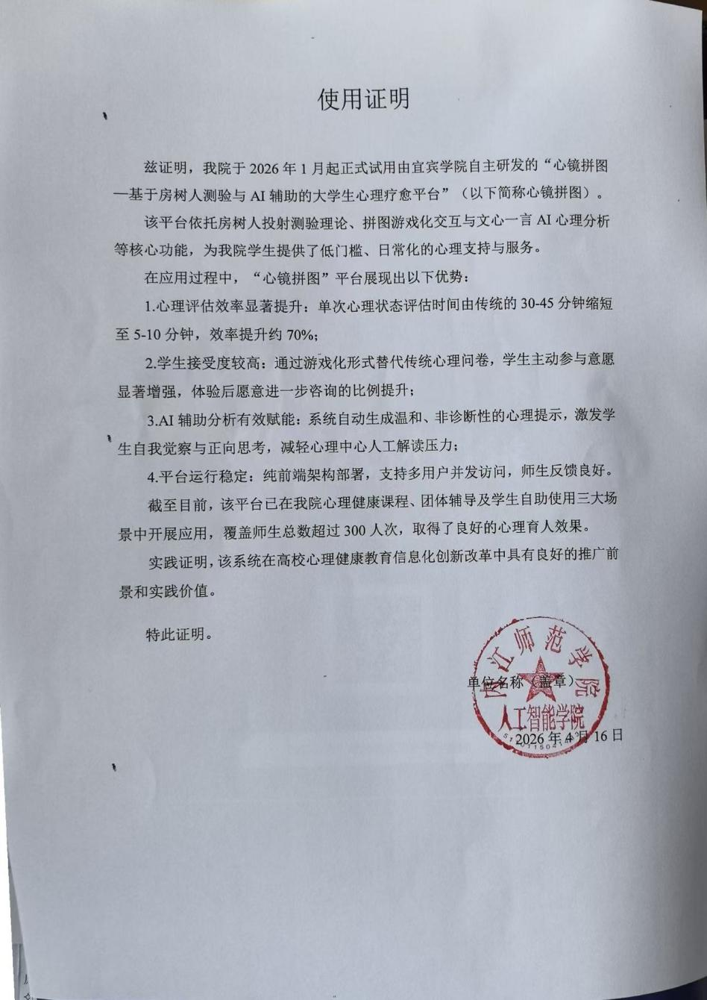 使用证明
兹证明，我院于 2026 年 1 月起正式试用由宜宾学院自主研发的“心镜拼图
—基于房树人测验与 AI 辅助的大学生心理疗愈平台”（以下简称心镜拼图）。
该平台依托房树人投射测验理论、拼图游戏化交互与文心一言 AI 心理分析
等核心功能，为我院学生提供了低门槛、日常化的心理支持与服务。
在应用过程中，“心镜拼图”平台展现出以下优势：
1.心理评估效率显著提升：单次心理状态评估时间由传统的 30-45 分钟缩短
至 5-10 分钟，效率提升约 70%；
2.学生接受度较高：通过游戏化形式替代传统心理问卷，学生主动参与意愿
显著增强，体验后愿意进一步咨询的比例提升；
3.AI 辅助分析有效赋能：系统自动生成温和、非诊断性的心理提示，激发学
生自我觉察与正向思考，减轻心理中心人工解读压力；
4.平台运行稳定：纯前端架构部署，支持多用户并发访问，师生反馈良好。
截至目前，该平台已在我院心理健康课程、团体辅导及学生自助使用三大场
景中开展应用，覆盖师生总数超过 300 人次，取得了良好的心理育人效果。
实践证明，该系统在高校心理健康教育信息化创新改革中具有良好的推广前
景和实践价值。
特此证明。
内江师范学院
单位名称（盖章）
人工智能学院
2026 年 4 月 16 日